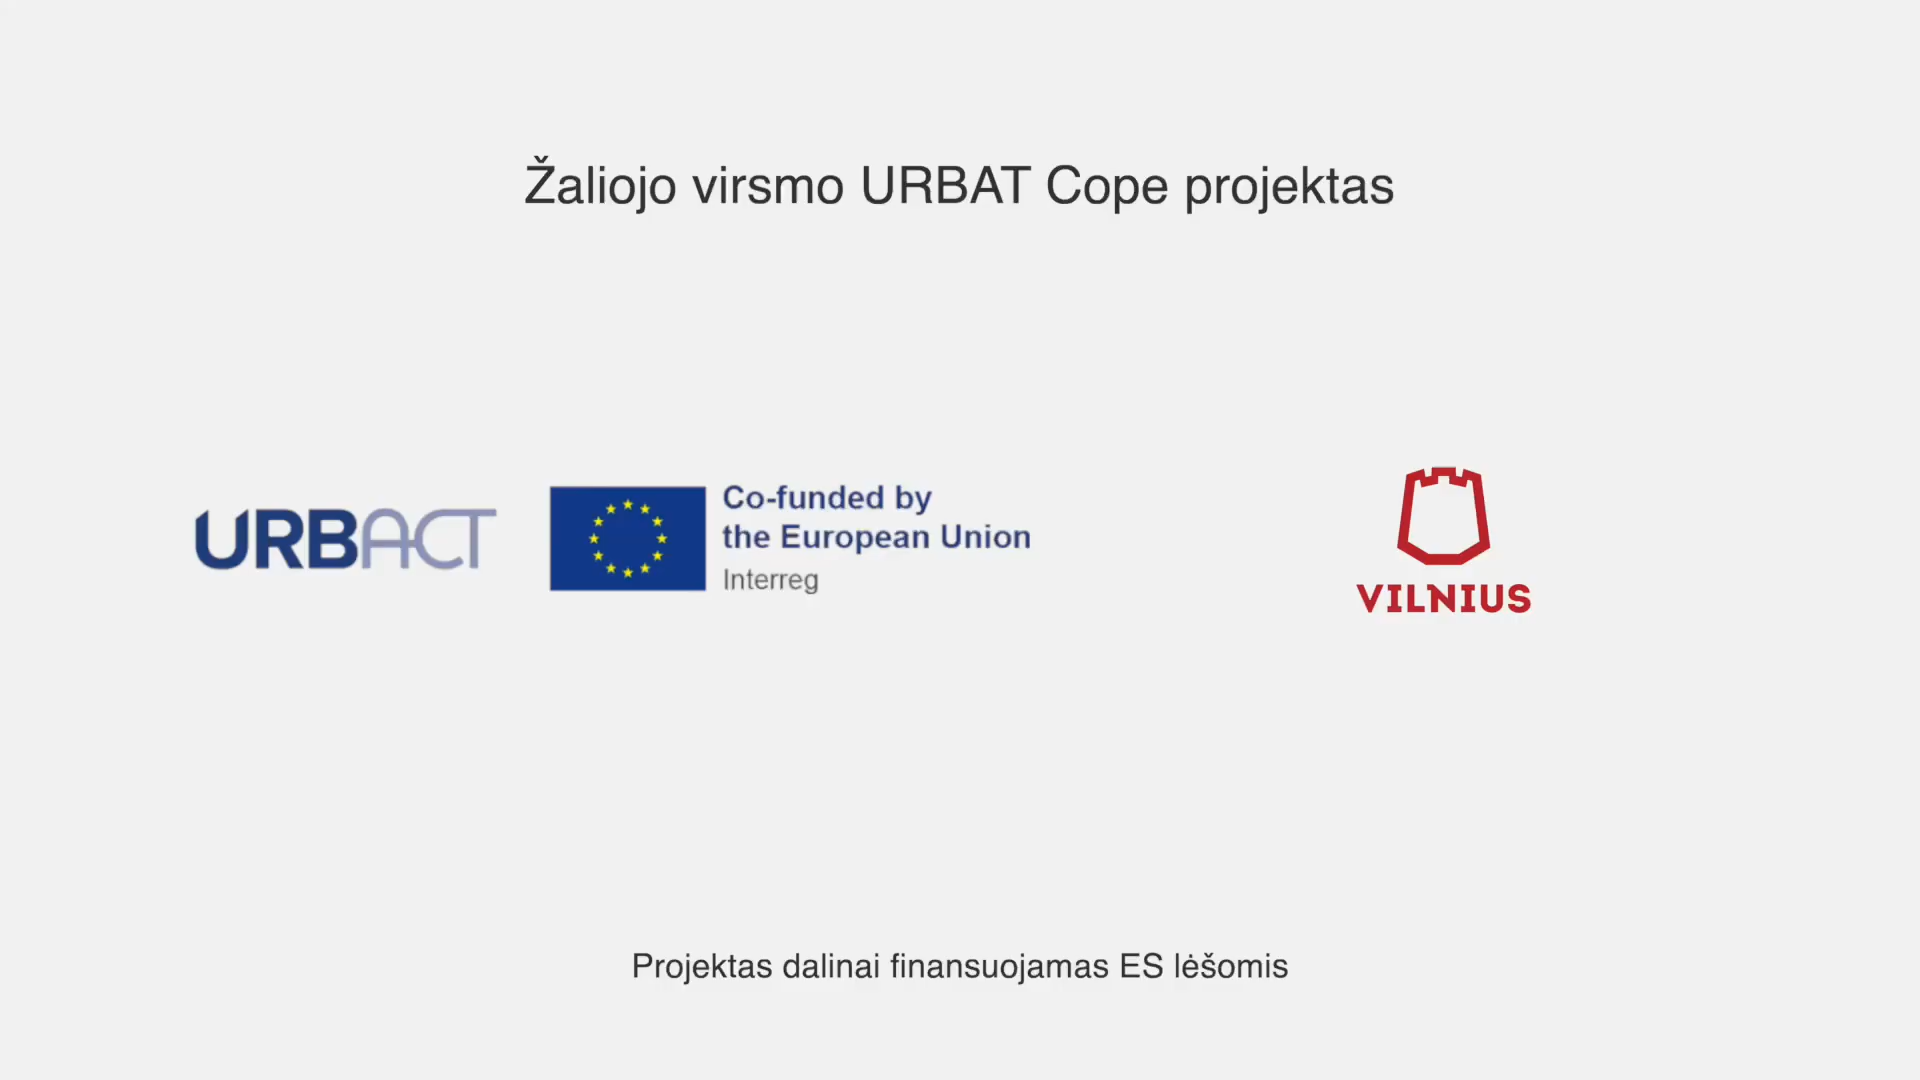 Žaliojo virsmo URBAT Cope projektas
URBACT
Co-funded by
the European Union
Interreg
VILNIUS
Projektas dalinai finansuojamas ES lėšomis